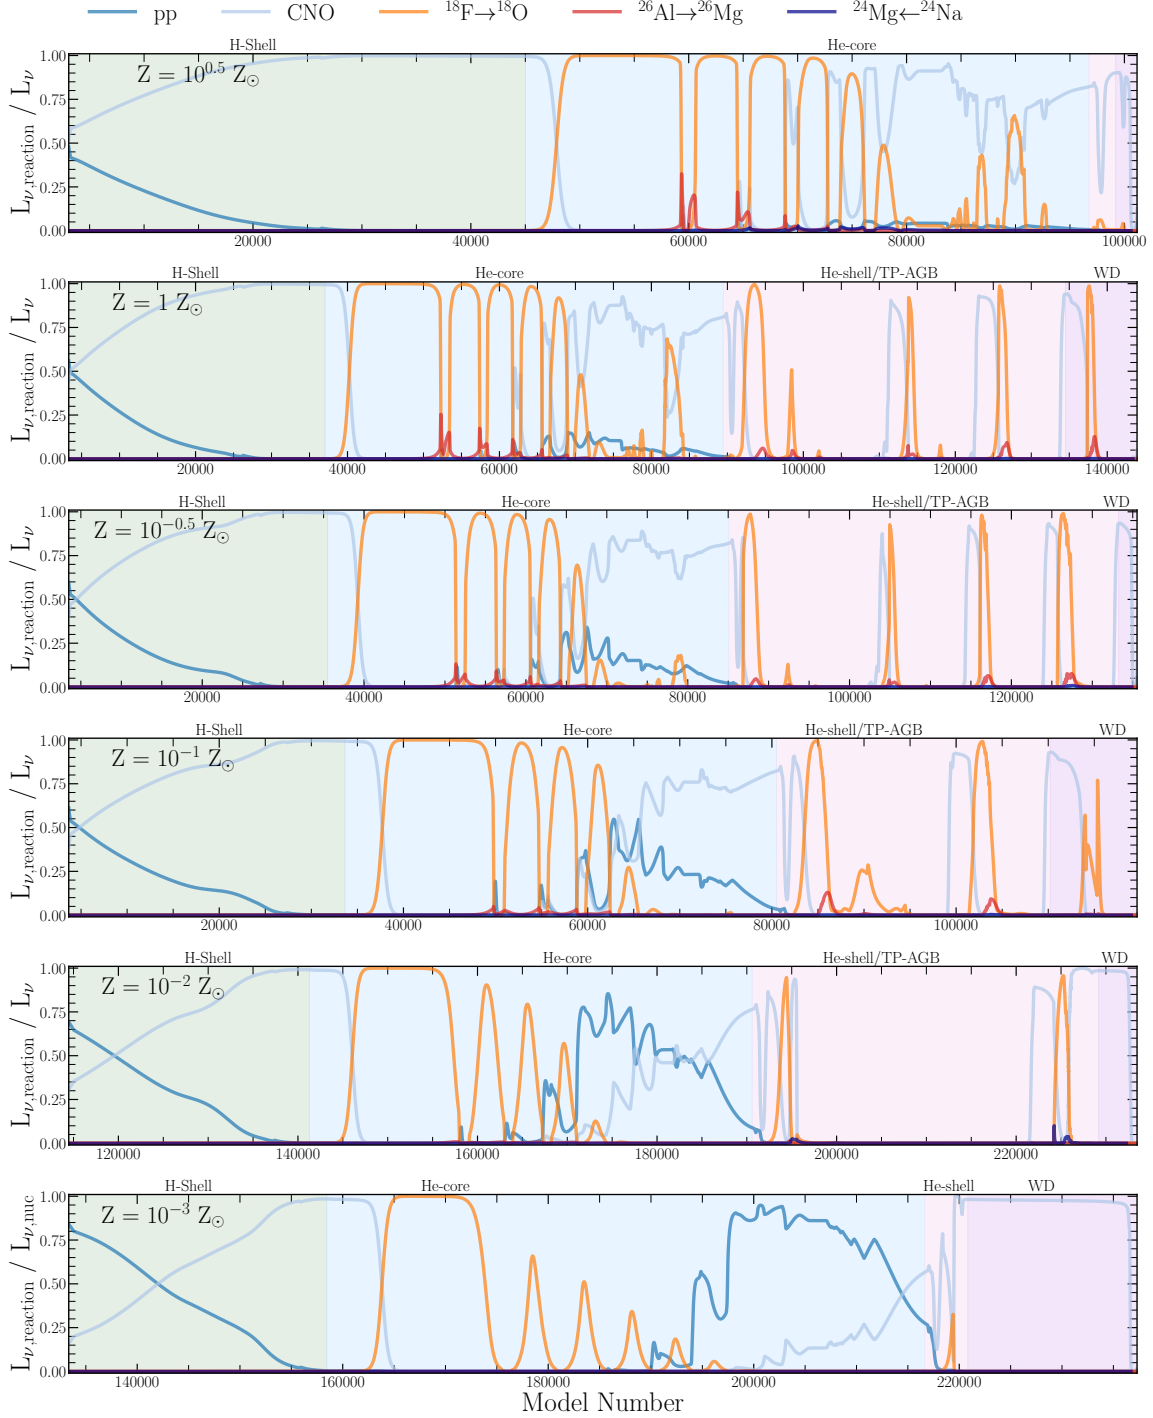 pp CNO ¹⁸F→¹⁸O ²⁶Al→²⁶Mg ²⁴Mg←²⁴Na
H-Shell He-core
Z = 10^0.5 Z⊙
L_ν,reaction / L_ν
1.00
0.75
0.50
0.25
0.00
20000 40000 60000 80000 100000
H-Shell He-core He-shell/TP-AGB WD
Z = 1 Z⊙
L_ν,reaction / L_ν
1.00
0.75
0.50
0.25
0.00
20000 40000 60000 80000 100000 120000 140000
H-Shell He-core He-shell/TP-AGB WD
Z = 10^−0.5 Z⊙
L_ν,reaction / L_ν
1.00
0.75
0.50
0.25
0.00
20000 40000 60000 80000 100000 120000
H-Shell He-core He-shell/TP-AGB WD
Z = 10^−1 Z⊙
L_ν,reaction / L_ν
1.00
0.75
0.50
0.25
0.00
20000 40000 60000 80000 100000
H-Shell He-core He-shell/TP-AGB WD
Z = 10^−2 Z⊙
L_ν,reaction / L_ν
1.00
0.75
0.50
0.25
0.00
120000 140000 160000 180000 200000 220000
H-Shell He-core He-shell WD
Z = 10^−3 Z⊙
L_ν,reaction / L_ν,nuc
1.00
0.75
0.50
0.25
0.00
140000 160000 180000 200000 220000
Model Number